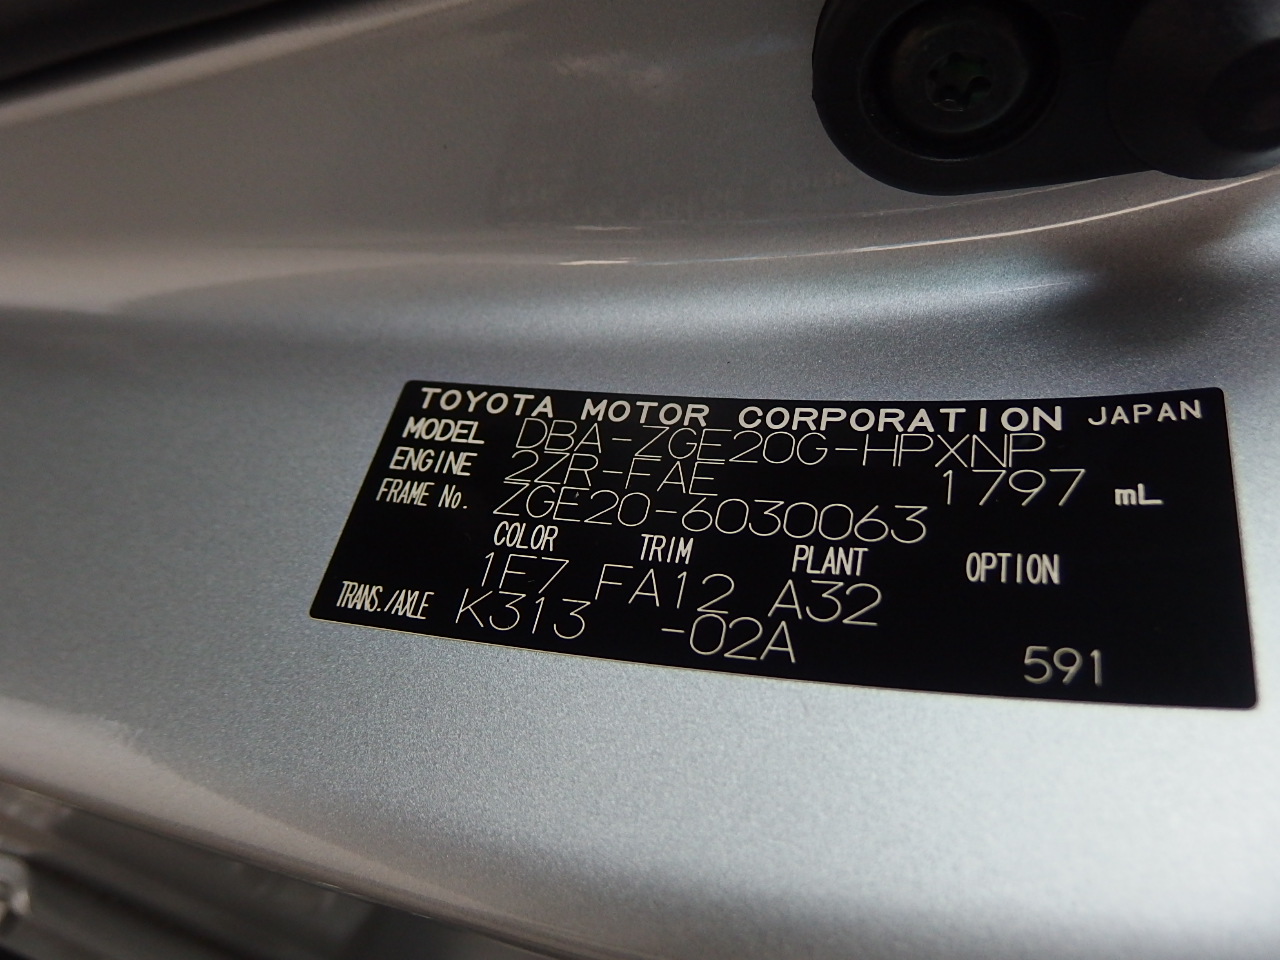 TOYOTA MOTOR CORPORATION JAPAN
MODEL DBA-ZGE20G-HPXNP
ENGINE 2ZR-FAE 1797 mL
FRAME No. ZGE20-6030063
COLOR TRIM PLANT OPTION
1E7 FA12 A32
TRANS./AXLE K313 -02A
591